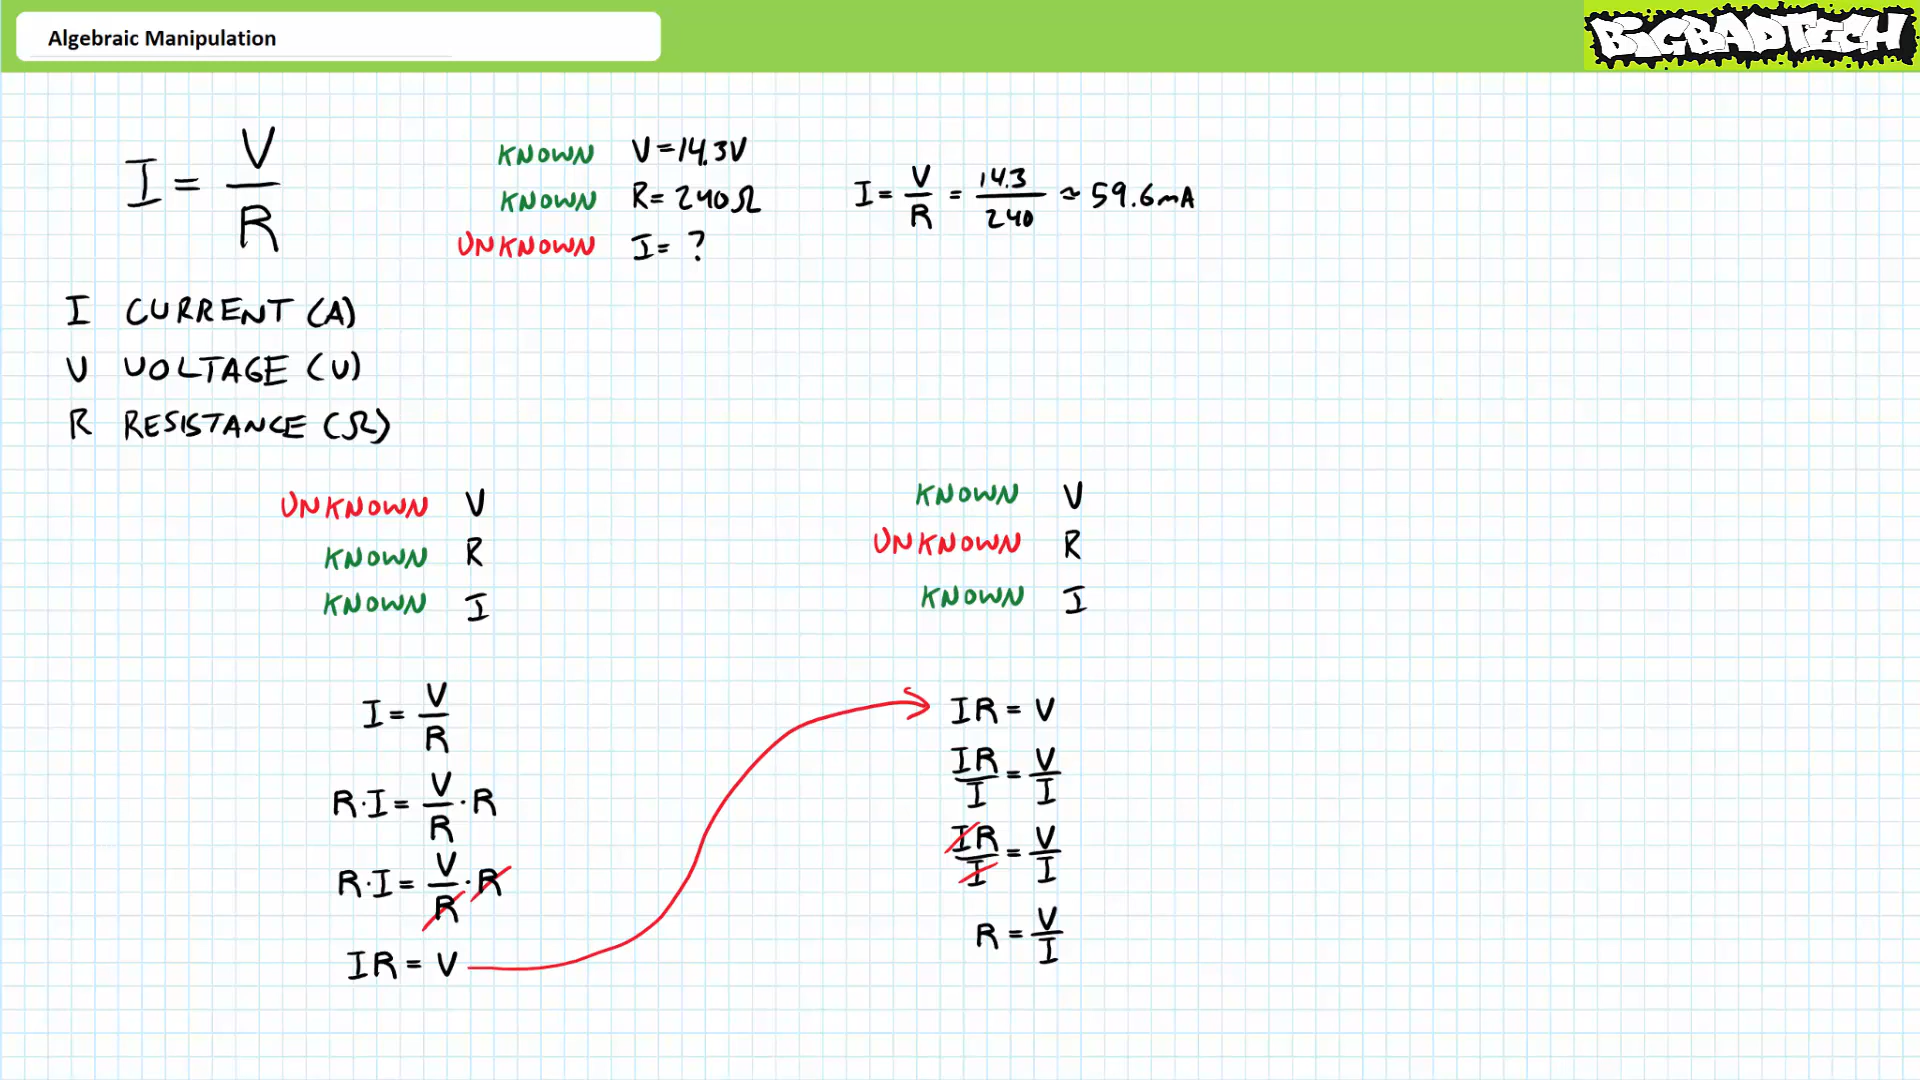 Algebraic Manipulation
BIGBADTECH
I = V/R
KNOWN V=14.3V
KNOWN R=240Ω
UNKNOWN I= ?
I = V/R = 14.3/240 ≈ 59.6mA
I CURRENT (A)
V VOLTAGE (V)
R RESISTANCE (Ω)
UNKNOWN V
KNOWN R
KNOWN I
I = V/R
R·I = V/R · R
R·I = V/R · R
IR = V
KNOWN V
UNKNOWN R
KNOWN I
IR = V
IR/I = V/I
IR/I = V/I
R = V/I